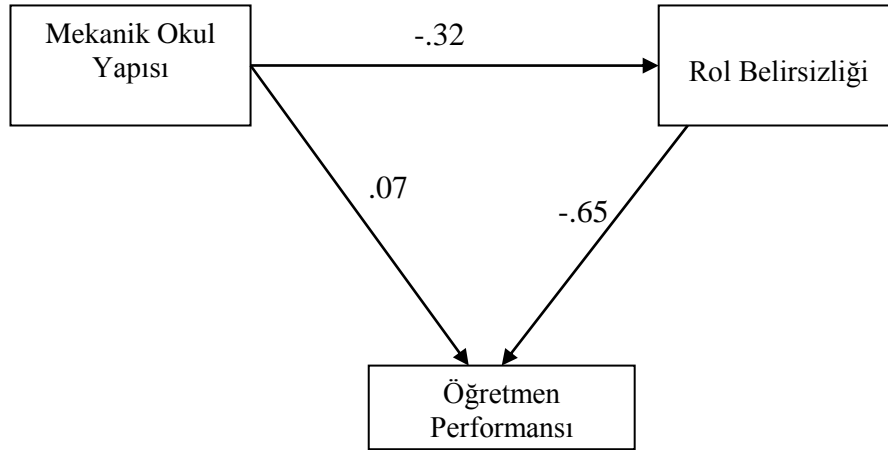 Mekanik Okul
Yapısı
-.32
Rol Belirsizliği
.07
-.65
Öğretmen
Performansı